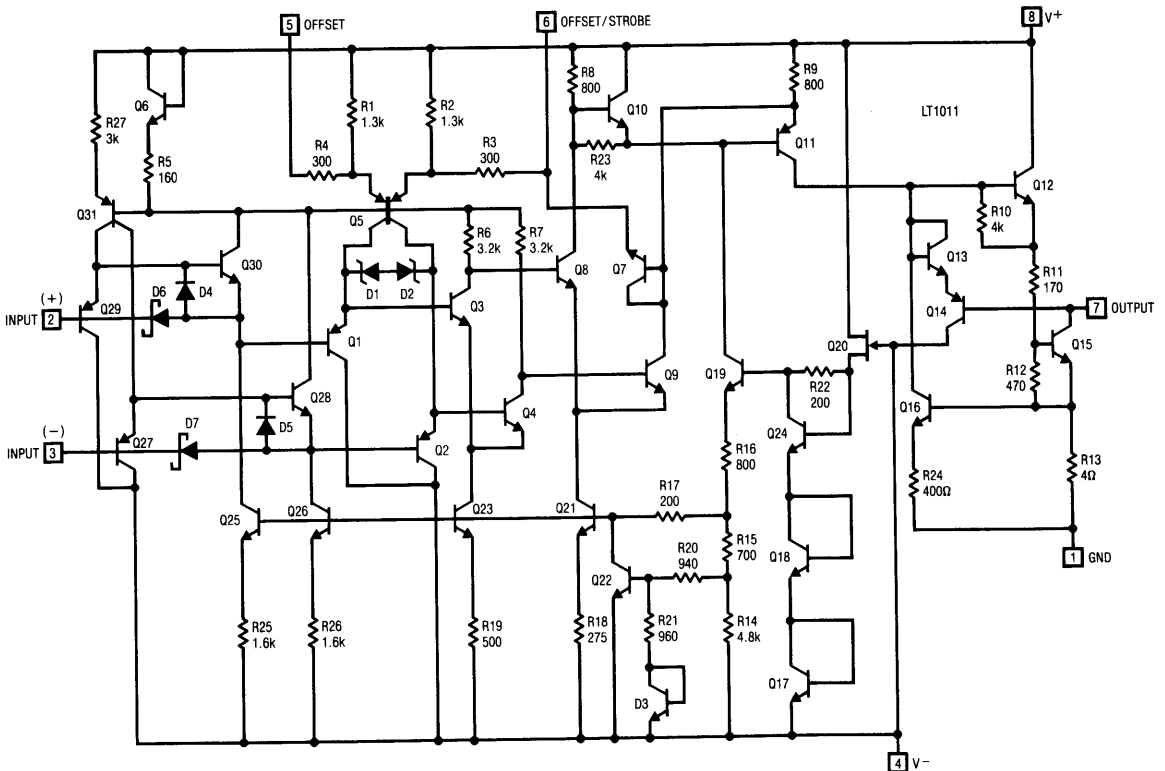 5 OFFSET
6 OFFSET/STROBE
8 V+
R8
800
R9
800
Q6
R1
1.3k
R2
1.3k
Q10
LT1011
R27
3k
R4
300
R3
300
R23
4k
Q11
R5
160
Q12
Q31
Q5
R10
4k
R6
3.2k
R7
3.2k
Q30
Q8
Q7
Q13
R11
170
D1
D2
Q3
(+)
INPUT 2
Q29
D6
D4
Q14
7 OUTPUT
Q1
Q20
Q15
Q19
R22
200
R12
470
Q9
Q28
Q4
Q16
(−)
INPUT 3
Q27
D7
D5
Q2
Q24
R16
800
R13
4Ω
R24
400Ω
R17
200
Q25
Q26
Q23
Q21
R15
700
R20
940
Q18
1 GND
Q22
R25
1.6k
R26
1.6k
R19
500
R18
275
R21
960
R14
4.8k
Q17
D3
4 V−